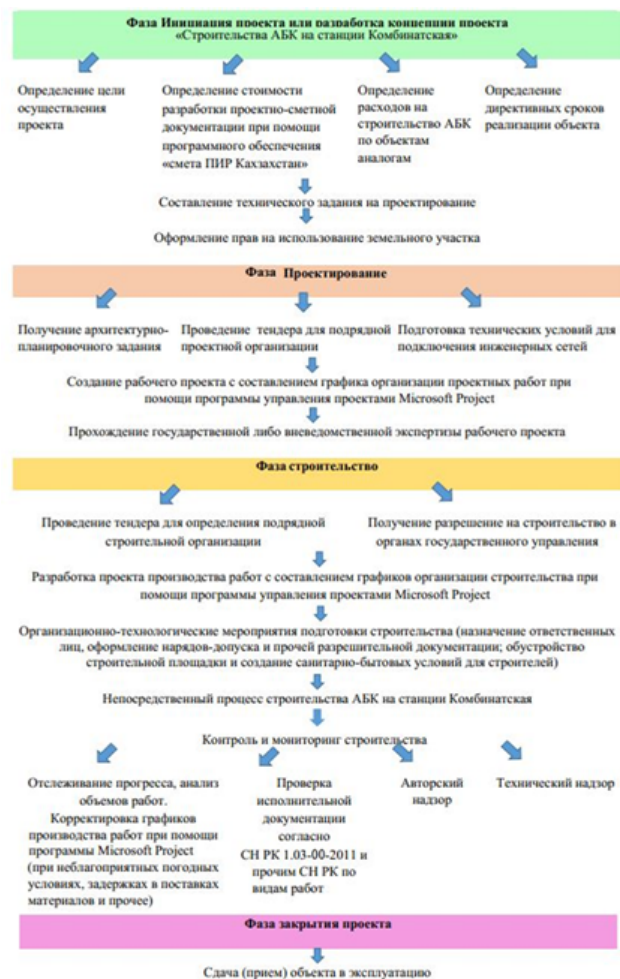 Фаза Инициация проекта или разработка концепции проекта
«Строительства АБК на станции Комбинатская»
Определение цели
осуществления
проекта
Определение стоимости
разработки проектно-сметной
документации при помощи
программного обеспечения
«смета ПИР Кахзахстан»
Определение
расходов на
строительство АБК
по объектам
аналогам
Определение
директивных сроков
реализации объекта
Составление технического задания на проектирование
Оформление прав на использование земельного участка
Фаза Проектирование
Получение архитектурно-
планировочного задания
Проведение тендера для подрядной
проектной организации
Подготовка технических условий для
подключения инженерных сетей
Создание рабочего проекта с составлением графика организации проектных работ при
помощи программы управления проектами Microsoft Project
Прохождение государственной либо вневедомственной экспертизы рабочего проекта
Фаза строительство
Проведение тендера для определения подрядной
строительной организации
Получение разрешение на строительство в
органах государственного управления
Разработка проекта производства работ с составлением графиков организации строительства при
помощи программы управления проектами Microsoft Project
Организационно-технологические мероприятия подготовки строительства (назначение ответственных
лиц, оформление нарядов-допуска и прочей разрешительной документации; обустройство
строительной площадки и создание санитарно-бытовых условий для строителей)
Непосредственный процесс строительства АБК на станции Комбинатская
Контроль и мониторинг строительства
Отслеживание прогресса, анализ
объемов работ.
Корректировка графиков
производства работ при помощи
программы Microsoft Project
(при неблагоприятных погодных
условиях, задержках в поставках
материалов и прочее)
Проверка
исполнительной
документации
согласно
СН РК 1.03-00-2011 и
прочим СН РК по
видам работ
Авторский
надзор
Технический надзор
Фаза закрытия проекта
Сдача (прием) объекта в эксплуатацию